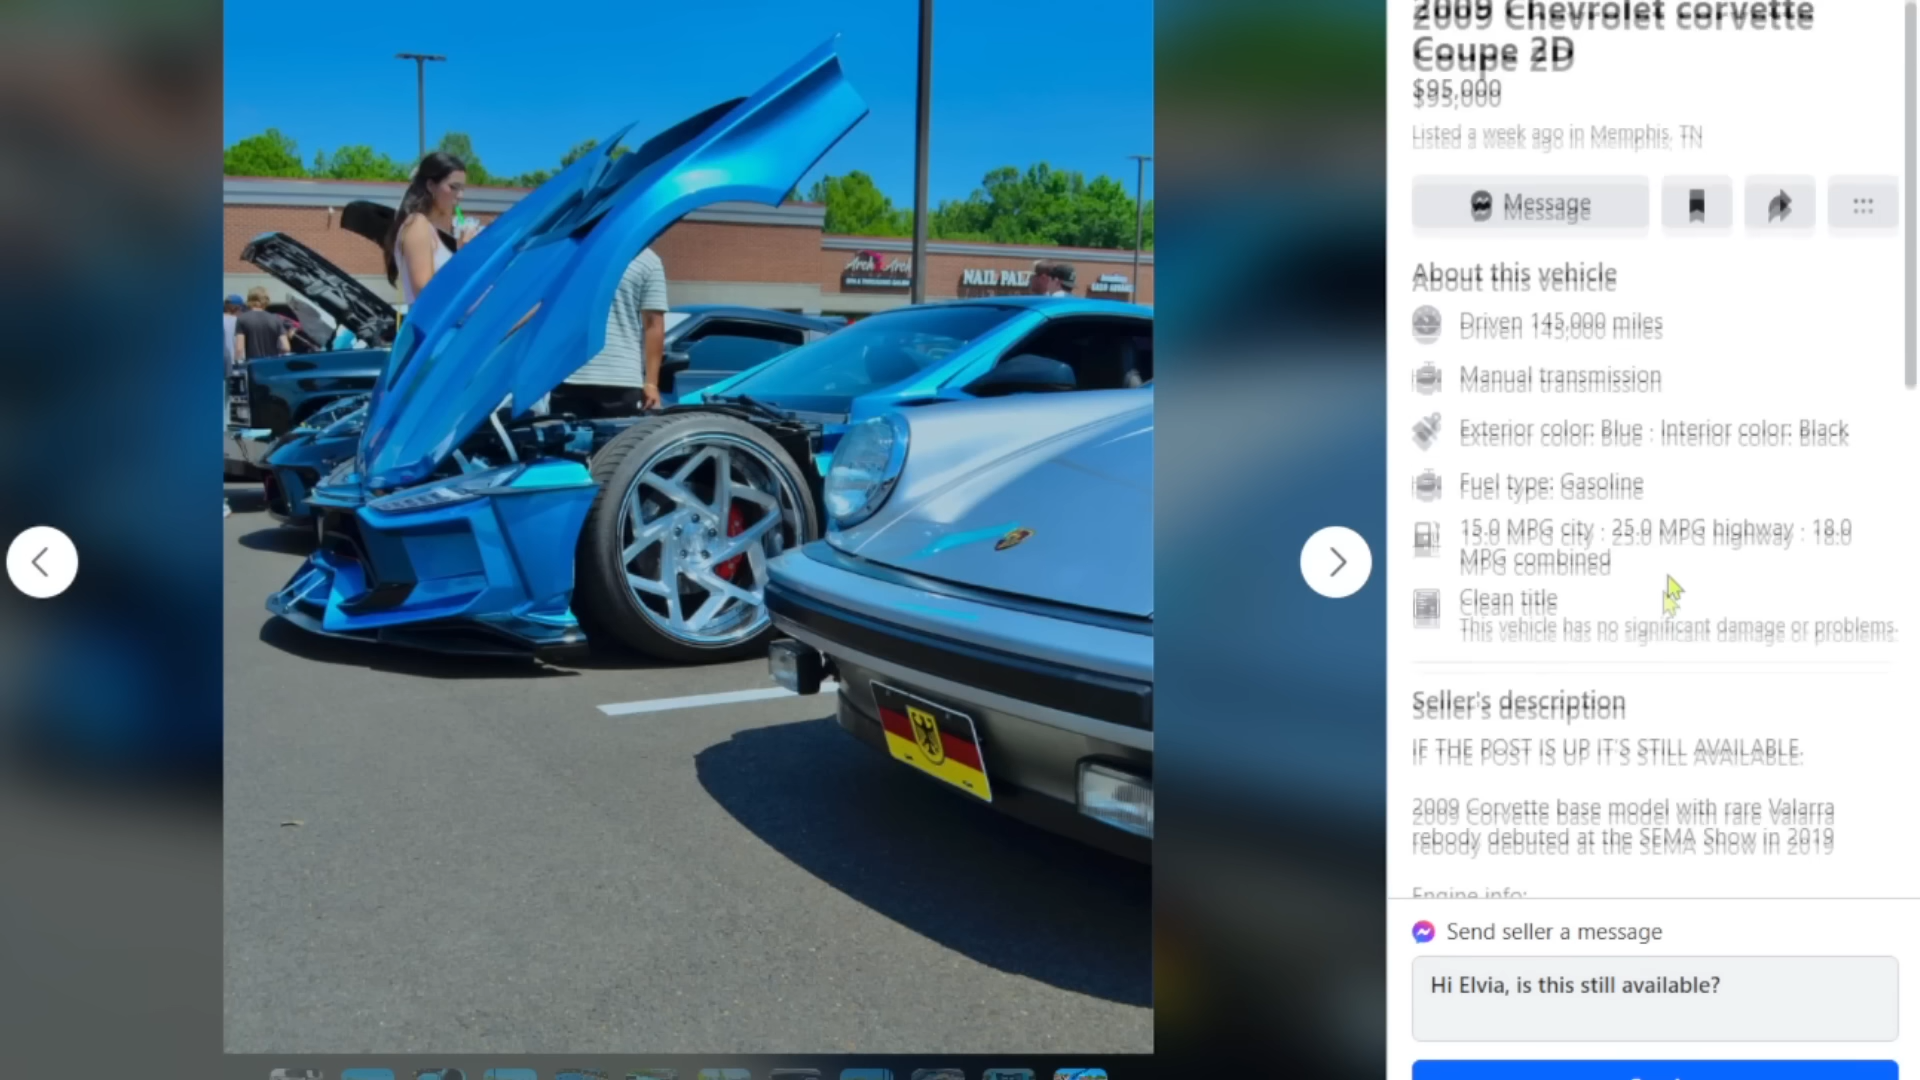 2009 Chevrolet corvette
Coupe 2D
$95,000
Listed a week ago in Memphis, TN
Message
About this vehicle
Driven 145,000 miles
Manual transmission
Exterior color: Blue · Interior color: Black
Fuel type: Gasoline
15.0 MPG city · 25.0 MPG highway · 18.0
MPG combined
Clean title
This vehicle has no significant damage or problems.
Seller's description
IF THE POST IS UP IT'S STILL AVAILABLE.
2009 Corvette base model with rare Valarra
rebody debuted at the SEMA Show in 2019
Engine info:
Send seller a message
Hi Elvia, is this still available?
NAIL PAL